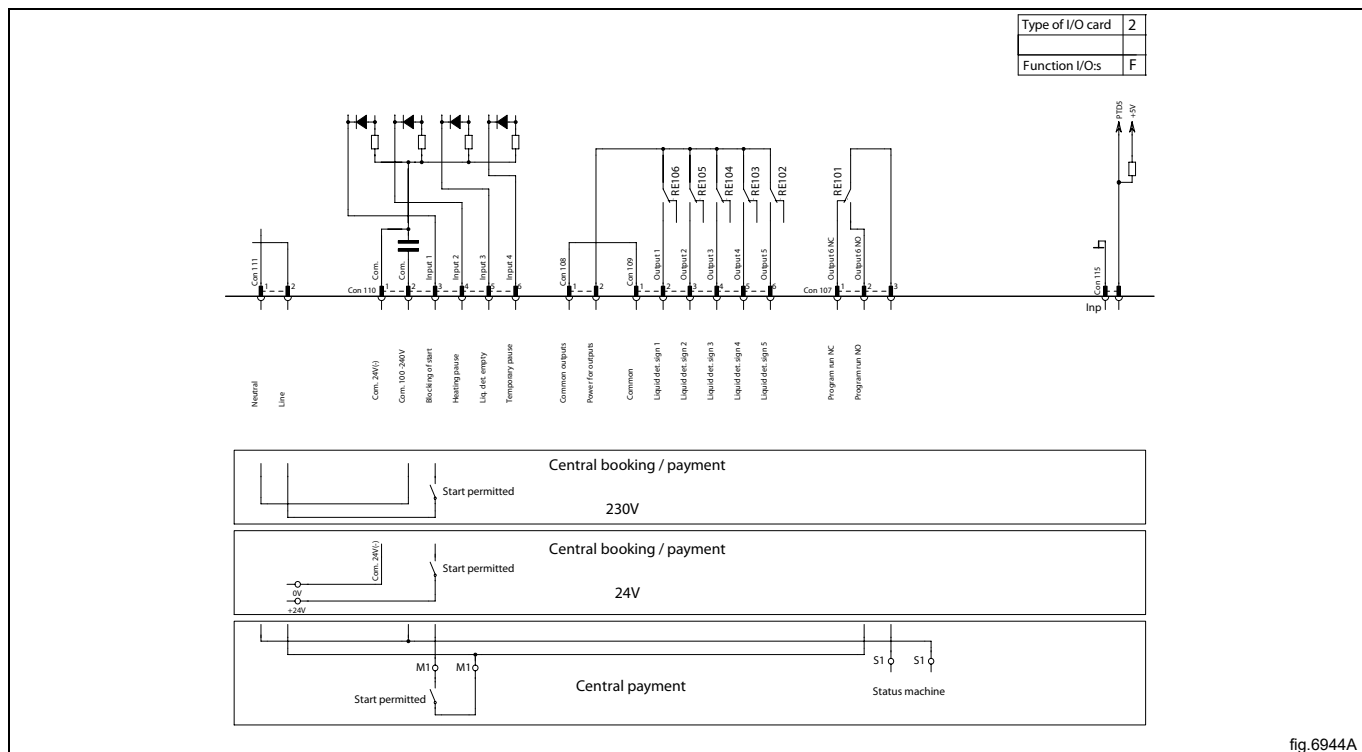 Type of I/O card 2
Function I/O:s F
PTD5
+5V
RE106
RE105
RE104
RE103
RE102
RE101
Con 111
Com.
Com.
Input 1
Input 2
Input 3
Input 4
Con 108
Con 109
Output 1
Output 2
Output 3
Output 4
Output 5
Output 6 NC
Output 6 NO
Con 115
1 2
Con 110 1 2 3 4 5 6
1 2
1 2 3 4 5 6
Con 107 1 2 3
Inp
Neutral
Line
Com. 24V(-)
Com. 100 -240V
Blocking of start
Heating pause
Liq. det. empty
Temporary pause
Common outputs
Power for outputs
Common
Liquid det. sign 1
Liquid det. sign 2
Liquid det. sign 3
Liquid det. sign 4
Liquid det. sign 5
Program run NC
Program run NO
Central booking / payment
Start permitted
230V
Central booking / payment
Com. 24V(-)
Start permitted
0V
24V
+24V
M1 M1
S1 S1
Central payment
Start permitted
Status machine
fig.6944A